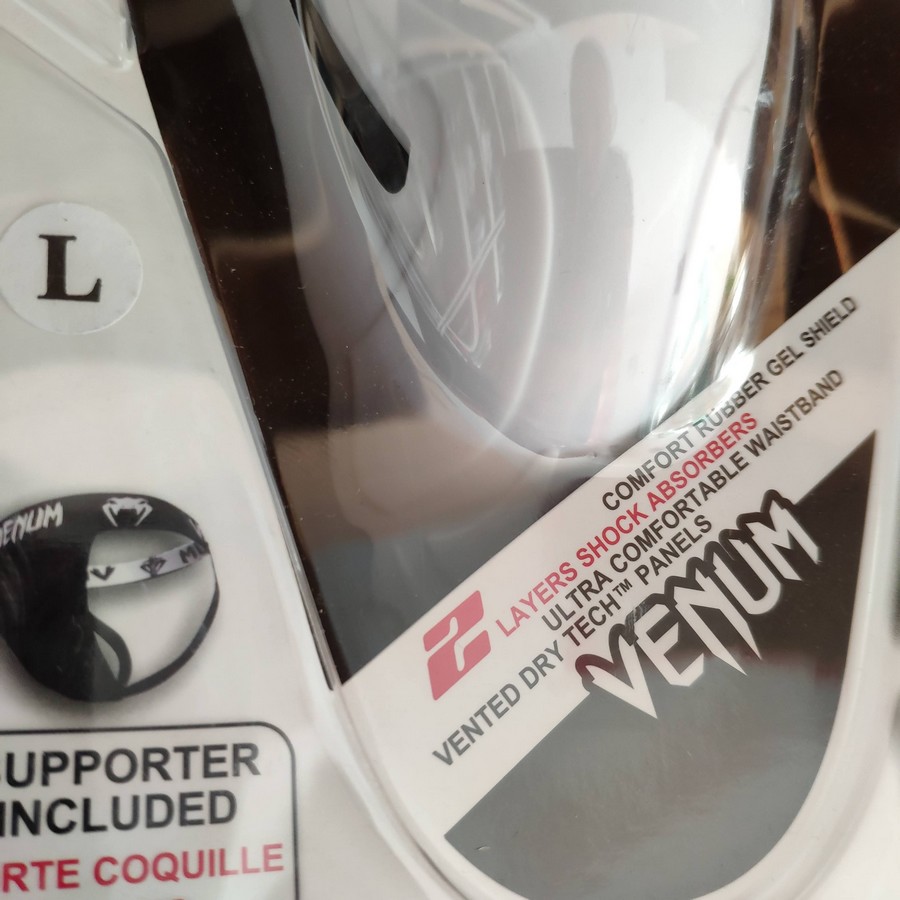 L
COMFORT RUBBER GEL SHIELD
2 LAYERS SHOCK ABSORBERS
ULTRA COMFORTABLE WAISTBAND
VENTED DRY TECH™ PANELS
VENUM
VENUM
SUPPORTER
INCLUDED
RTE COQUILLE